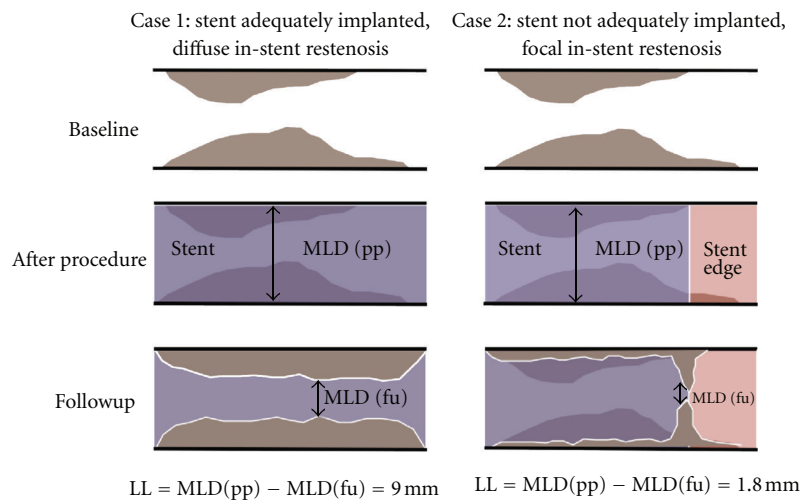 Case 1: stent adequately implanted,
diffuse in-stent restenosis
Case 2: stent not adequately implanted,
focal in-stent restenosis
Baseline
After procedure
Stent
MLD (pp)
Stent
MLD (pp)
Stent
edge
Followup
MLD (fu)
MLD (fu)
LL = MLD(pp) − MLD(fu) = 9 mm
LL = MLD(pp) − MLD(fu) = 1.8 mm